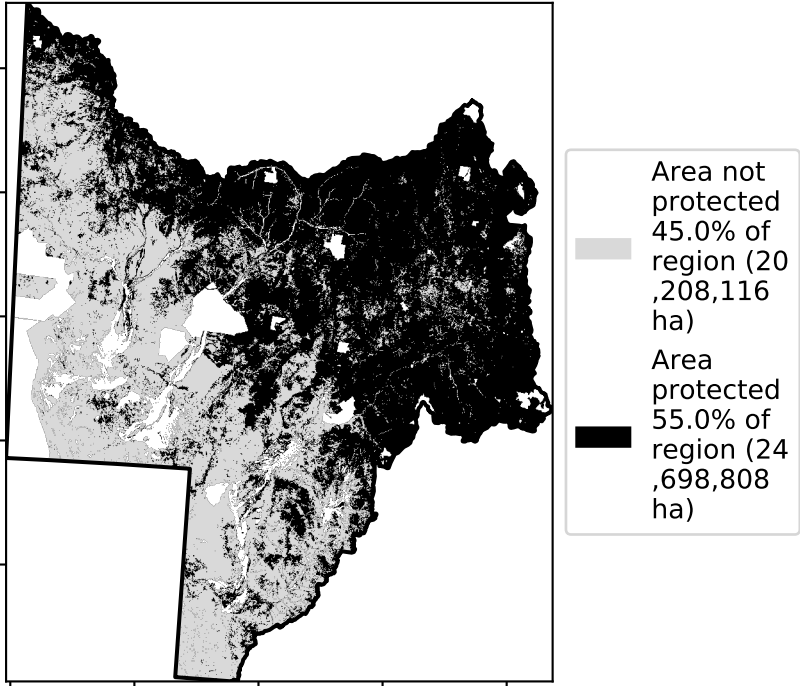 Area not
protected
45.0% of
region (20
,208,116
ha)
Area
protected
55.0% of
region (24
,698,808
ha)